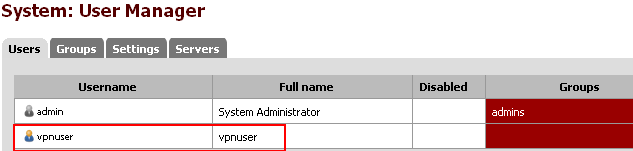 System: User Manager
Users Groups Settings Servers
Username Full name Disabled Groups
admin System Administrator admins
vpnuser vpnuser